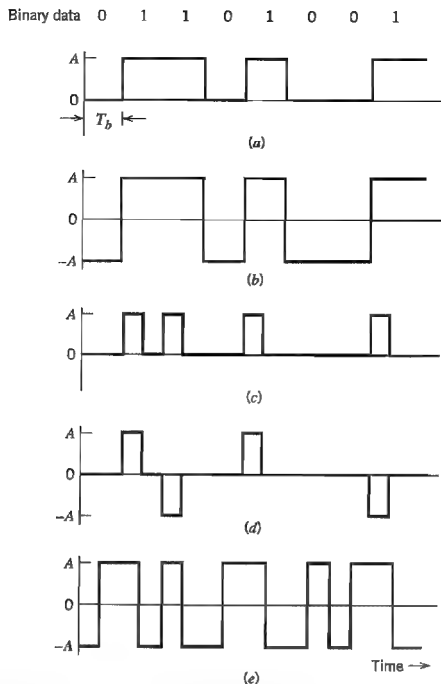 Binary data 0 1 1 0 1 0 0 1
A
0
T_b
(a)
A
0
−A
(b)
A
0
(c)
A
0
−A
(d)
A
0
−A
Time →
(e)